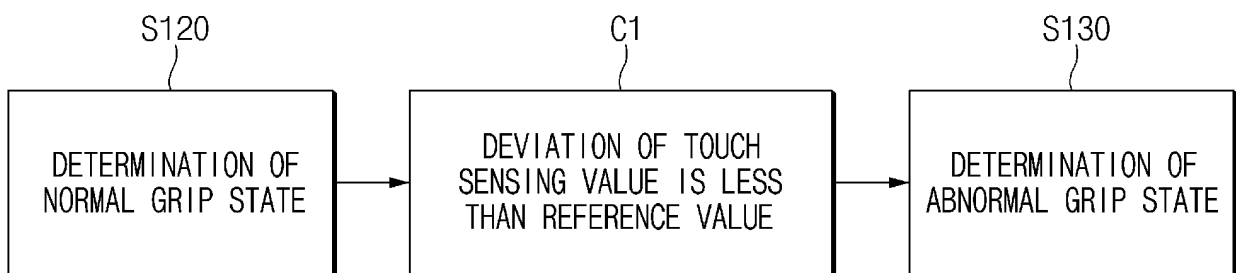 S120
C1
S130
DETERMINATION OF
NORMAL GRIP STATE
DEVIATION OF TOUCH
SENSING VALUE IS LESS
THAN REFERENCE VALUE
DETERMINATION OF
ABNORMAL GRIP STATE